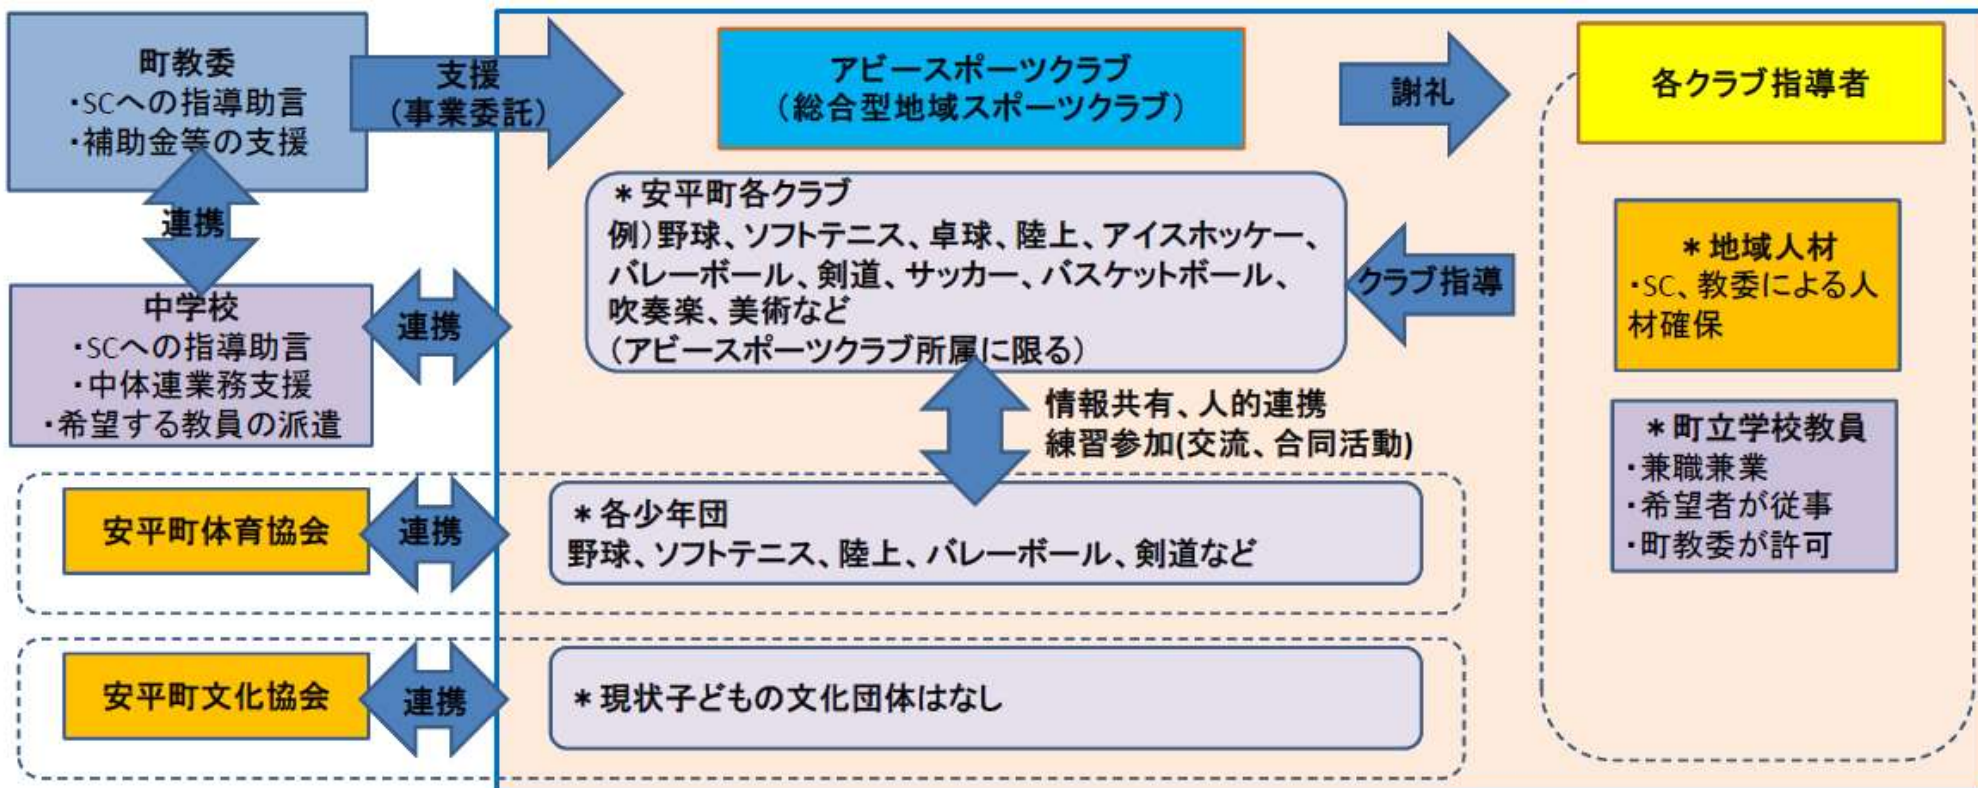 町教委
・SCへの指導助言
・補助金等の支援
支援
（事業委託）
アビースポーツクラブ
（総合型地域スポーツクラブ）
謝礼
各クラブ指導者
連携
＊安平町各クラブ
例）野球、ソフトテニス、卓球、陸上、アイスホッケー、
バレーボール、剣道、サッカー、バスケットボール、
吹奏楽、美術など
（アビースポーツクラブ所属に限る）
クラブ指導
＊地域人材
・SC、教委による人
材確保
中学校
・SCへの指導助言
・中体連業務支援
・希望する教員の派遣
連携
情報共有、人的連携
練習参加(交流、合同活動)
＊町立学校教員
・兼職兼業
・希望者が従事
・町教委が許可
安平町体育協会
連携
＊各少年団
野球、ソフトテニス、陸上、バレーボール、剣道など
安平町文化協会
連携
＊現状子どもの文化団体はなし